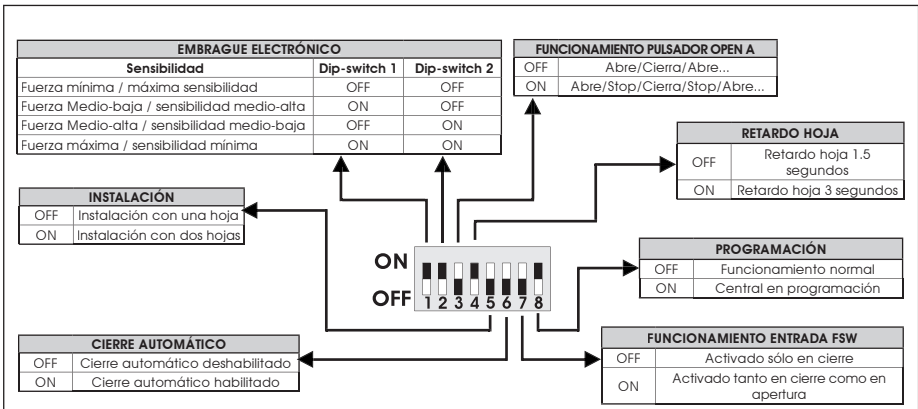 EMBRAGUE ELECTRÓNICO
Sensibilidad Dip-switch 1 Dip-switch 2
Fuerza mínima / máxima sensibilidad OFF OFF
Fuerza Medio-baja / sensibilidad medio-alta ON OFF
Fuerza Medio-alta / sensibilidad medio-baja OFF ON
Fuerza máxima / sensibilidad mínima ON ON
FUNCIONAMIENTO PULSADOR OPEN A
OFF Abre/Cierra/Abre...
ON Abre/Stop/Cierra/Stop/Abre...
RETARDO HOJA
OFF Retardo hoja 1.5
segundos
ON Retardo hoja 3 segundos
INSTALACIÓN
OFF Instalación con una hoja
ON Instalación con dos hojas
ON
OFF 1 2 3 4 5 6 7 8
PROGRAMACIÓN
OFF Funcionamiento normal
ON Central en programación
CIERRE AUTOMÁTICO
OFF Cierre automático deshabilitado
ON Cierre automático habilitado
FUNCIONAMIENTO ENTRADA FSW
OFF Activado sólo en cierre
ON Activado tanto en cierre como en
apertura